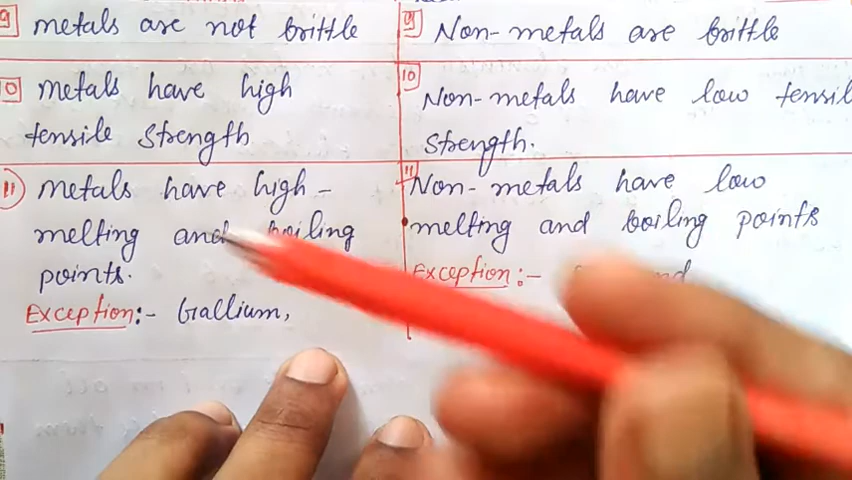 9 metals are not brittle
10 metals have high
tensile strength
11 metals have high -
melting and boiling
points.
Exception:- Gallium,
9 Non-metals are brittle
10 Non-metals have low tensil
strength.
11 Non-metals have low
melting and boiling points
Exception:-